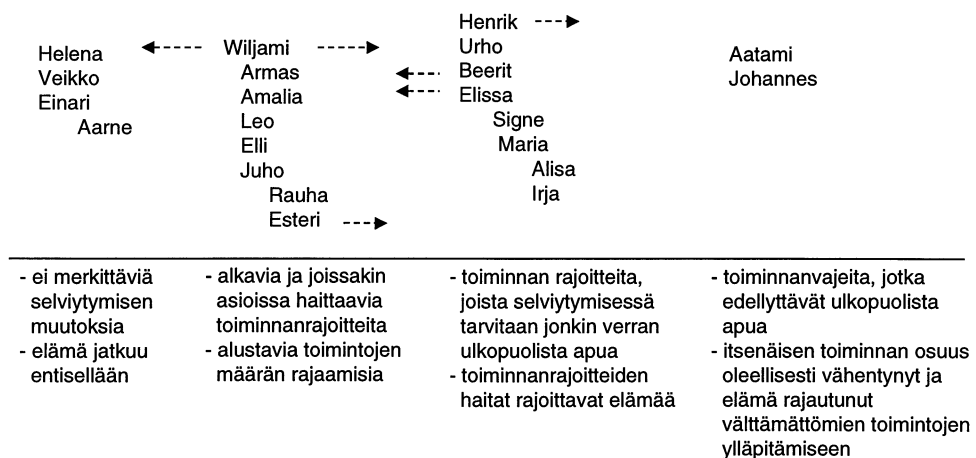 Helena
Veikko
Einari
Aarne
Wiljami
Armas
Amalia
Leo
Elli
Juho
Rauha
Esteri
Henrik
Urho
Beerit
Elissa
Signe
Maria
Alisa
Irja
Aatami
Johannes
- ei merkittäviä
selviytymisen
muutoksia
- elämä jatkuu
entisellään
- alkavia ja joissakin
asioissa haittaavia
toiminnanrajoitteita
- alustavia toimintojen
määrän rajaamisia
- toiminnan rajoitteita,
joista selviytymisessä
tarvitaan jonkin verran
ulkopuolista apua
- toiminnanrajoitteiden
haitat rajoittavat elämää
- toiminnanvajeita, jotka
edellyttävät ulkopuolista
apua
- itsenäisen toiminnan osuus
oleellisesti vähentynyt ja
elämä rajautunut
välttämättömien toimintojen
ylläpitämiseen